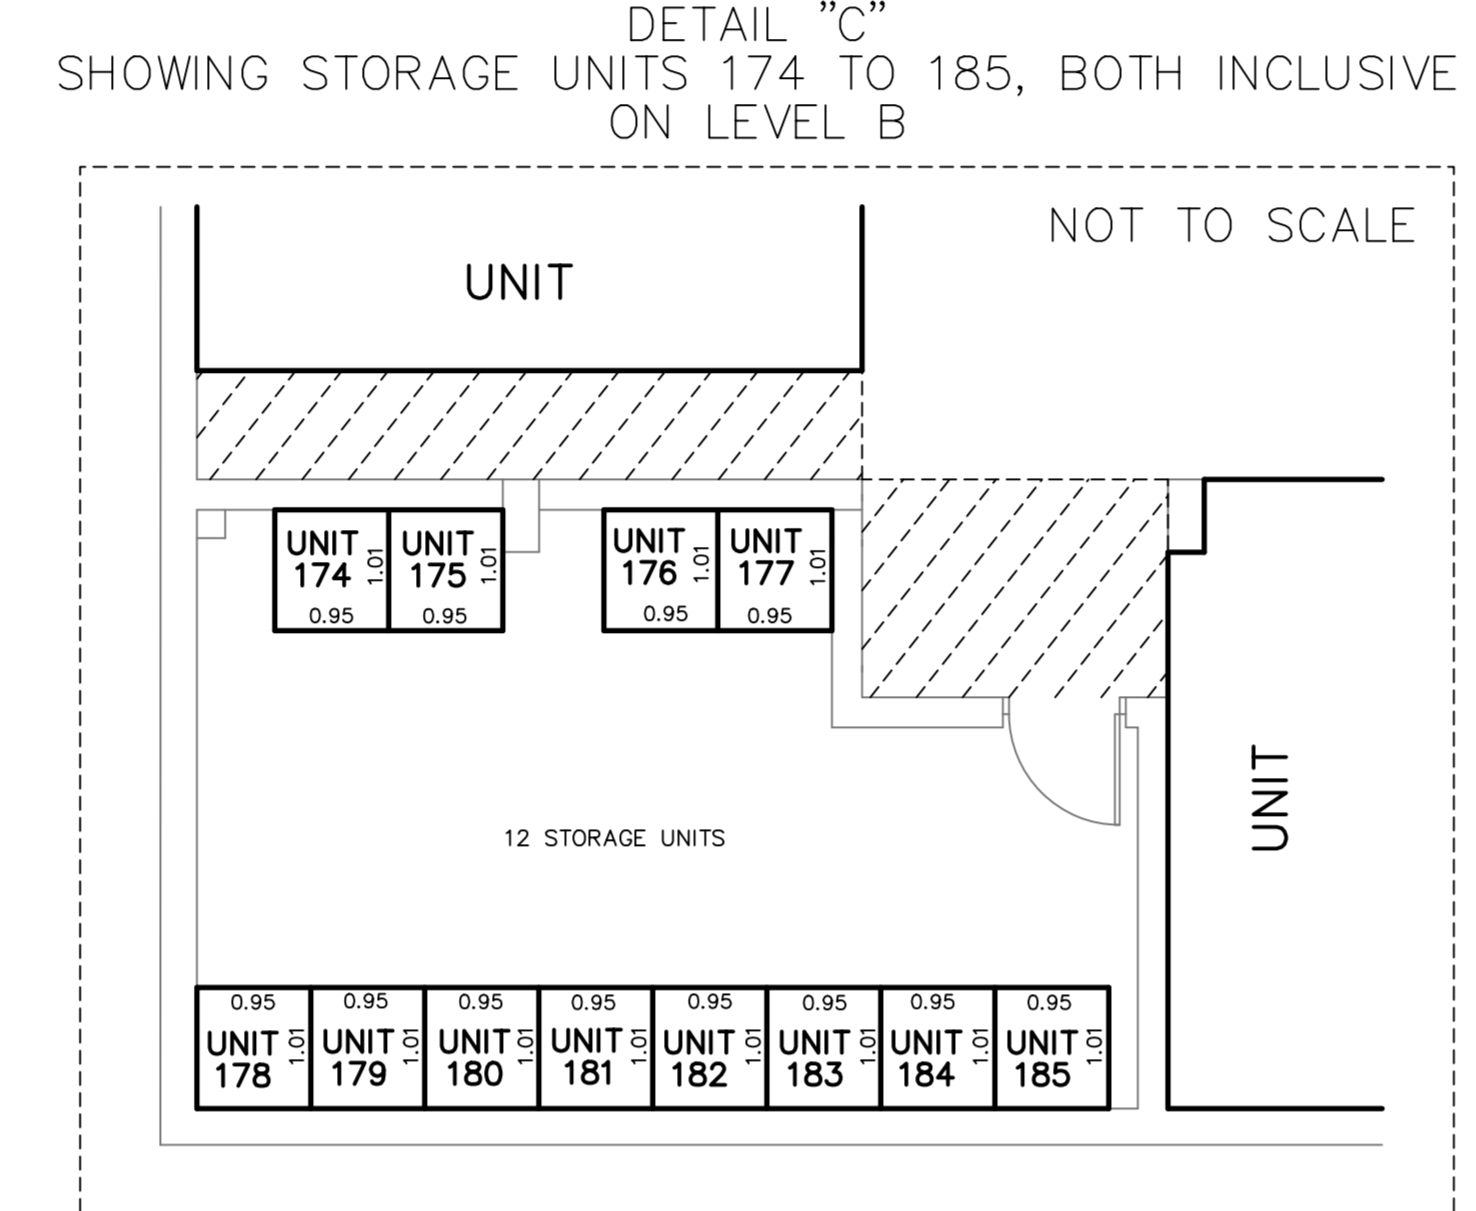 DETAIL "C"
SHOWING STORAGE UNITS 174 TO 185, BOTH INCLUSIVE
ON LEVEL B
NOT TO SCALE
UNIT
UNIT
174
1.01
0.95
UNIT
175
1.01
0.95
UNIT
176
1.01
0.95
UNIT
177
1.01
0.95
UNIT
12 STORAGE UNITS
0.95
UNIT
178
1.01
0.95
UNIT
179
1.01
0.95
UNIT
180
1.01
0.95
UNIT
181
1.01
0.95
UNIT
182
1.01
0.95
UNIT
183
1.01
0.95
UNIT
184
1.01
0.95
UNIT
185
1.01